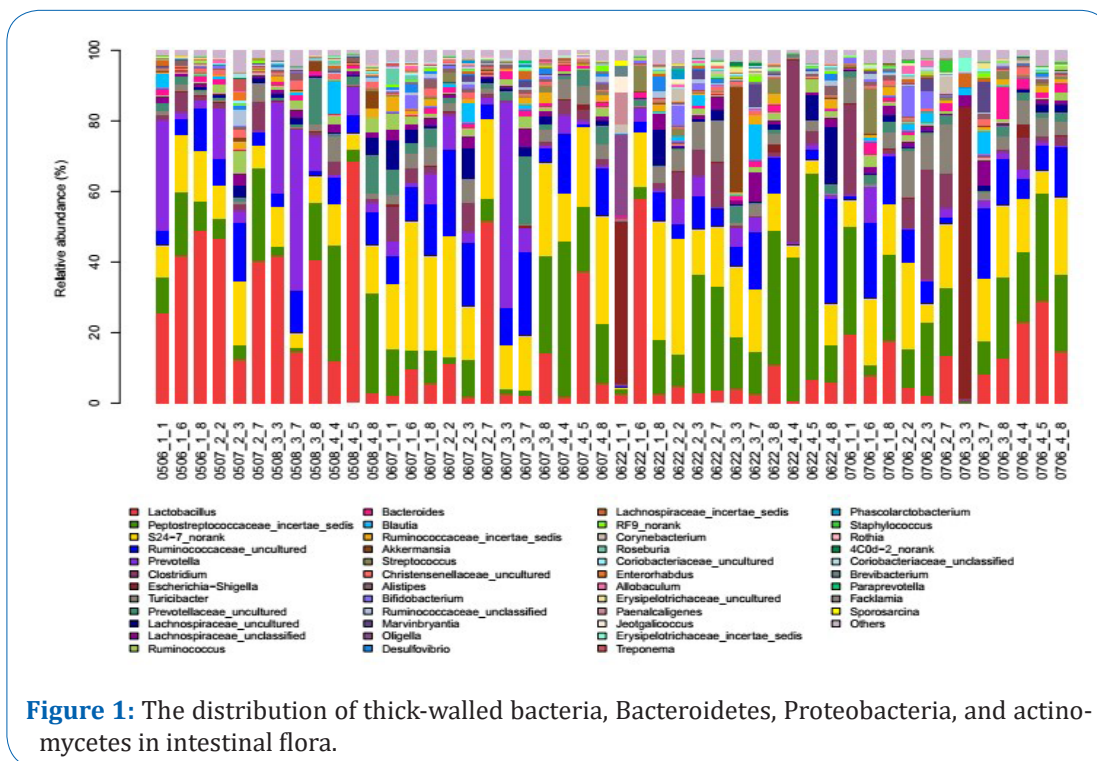 100
80
60
40
20
0
Relative abundance (%)
0506_1_1
0506_1_6
0506_1_8
0507_2_2
0507_2_3
0507_2_7
0508_3_3
0508_3_7
0508_3_8
0508_4_4
0508_4_5
0508_4_8
0607_1_1
0607_1_6
0607_1_8
0607_2_2
0607_2_3
0607_2_7
0607_3_3
0607_3_7
0607_3_8
0607_4_4
0607_4_5
0607_4_8
0622_1_1
0622_1_6
0622_1_8
0622_2_2
0622_2_3
0622_2_7
0622_3_3
0622_3_7
0622_3_8
0622_4_4
0622_4_5
0622_4_8
0706_1_1
0706_1_6
0706_1_8
0706_2_2
0706_2_3
0706_2_7
0706_3_3
0706_3_7
0706_3_8
0706_4_4
0706_4_5
0706_4_8
Lactobacillus
Peptostreptococcaceae_incertae_sedis
S24-7_norank
Ruminococcaceae_uncultured
Prevotella
Clostridium
Escherichia-Shigella
Turicibacter
Prevotellaceae_uncultured
Lachnospiraceae_uncultured
Lachnospiraceae_unclassified
Ruminococcus
Bacteroides
Blautia
Ruminococcaceae_incertae_sedis
Akkermansia
Streptococcus
Christensenellaceae_uncultured
Alistipes
Bifidobacterium
Ruminococcaceae_unclassified
Marvinbryantia
Oligella
Desulfovibrio
Lachnospiraceae_incertae_sedis
RF9_norank
Corynebacterium
Roseburia
Coriobacteriaceae_uncultured
Enterorhabdus
Allobaculum
Erysipelotrichaceae_uncultured
Paenalcaligenes
Jeotgalicoccus
Erysipelotrichaceae_incertae_sedis
Treponema
Phascolarctobacterium
Staphylococcus
Rothia
4C0d-2_norank
Coriobacteriaceae_unclassified
Brevibacterium
Paraprevotella
Facklamia
Sporosarcina
Others
Figure 1: The distribution of thick-walled bacteria, Bacteroidetes, Proteobacteria, and actino-
mycetes in intestinal flora.